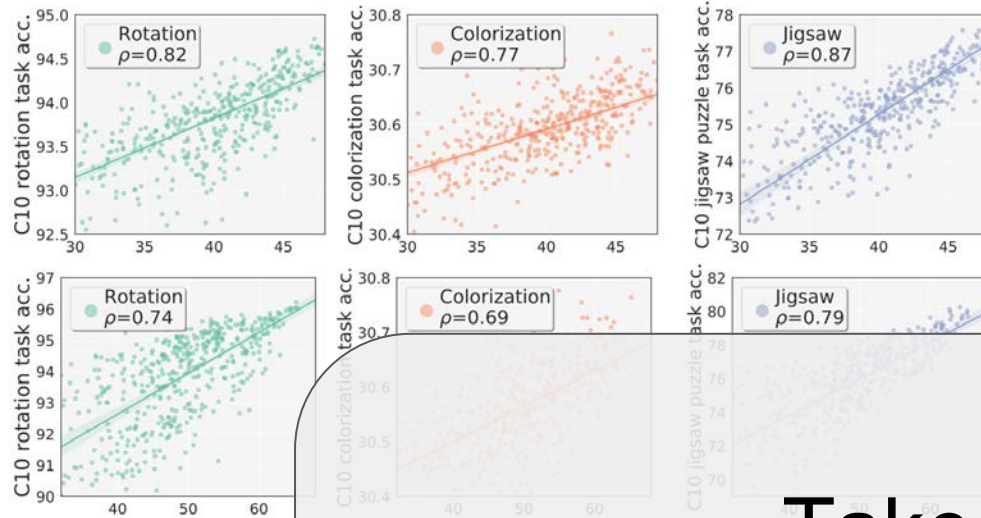 C10 rotation task acc.
95.0
94.5
94.0
93.5
93.0
92.5
Rotation
ρ=0.82
30 35 40 45
C10 colorization task acc.
30.8
30.7
30.6
30.5
30.4
Colorization
ρ=0.77
30 35 40 45
C10 jigsaw puzzle task acc.
78
77
76
75
74
73
72
Jigsaw
ρ=0.87
30 35 40 45
C10 rotation task acc.
97
96
95
94
93
92
91
90
Rotation
ρ=0.74
40 50 60
C10 colorization task acc.
30.8
30.7
30.6
30.5
30.4
Colorization
ρ=0.69
40 50 60
C10 jigsaw puzzle task acc.
82
80
78
76
74
72
70
Jigsaw
ρ=0.79
40 50 60